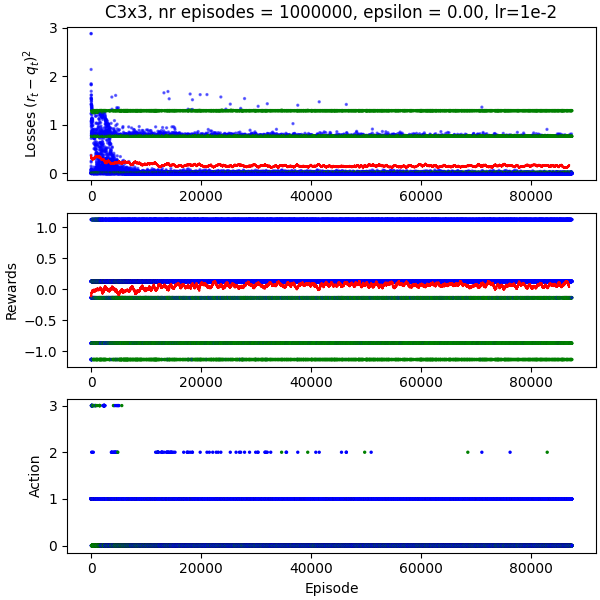 C3x3, nr episodes = 1000000, epsilon = 0.00, lr=1e-2
Losses $(r_t - q_t)^2$
3
2
1
0
0 20000 40000 60000 80000
Rewards
1.0
0.5
0.0
−0.5
−1.0
0 20000 40000 60000 80000
Action
3
2
1
0
0 20000 40000 60000 80000
Episode